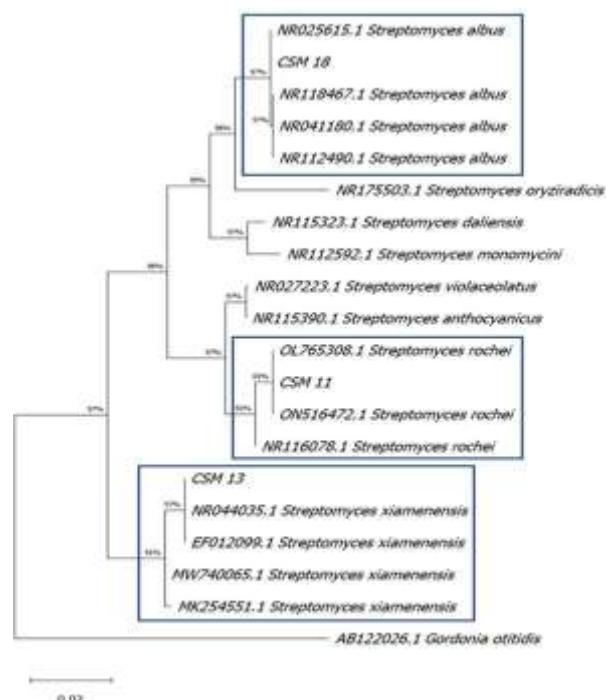 NR025615.1 Streptomyces albus
CSM 18
NR118467.1 Streptomyces albus
NR041180.1 Streptomyces albus
NR112490.1 Streptomyces albus
NR175503.1 Streptomyces oryziradicis
NR115323.1 Streptomyces daliensis
NR112592.1 Streptomyces monomycini
NR027223.1 Streptomyces violaceolatus
NR115390.1 Streptomyces anthocyanicus
OL765308.1 Streptomyces rochei
CSM 11
ON516472.1 Streptomyces rochei
NR116078.1 Streptomyces rochei
CSM 13
NR044035.1 Streptomyces xiamenensis
EF012099.1 Streptomyces xiamenensis
MW740065.1 Streptomyces xiamenensis
MK254551.1 Streptomyces xiamenensis
AB122026.1 Gordonia otitidis